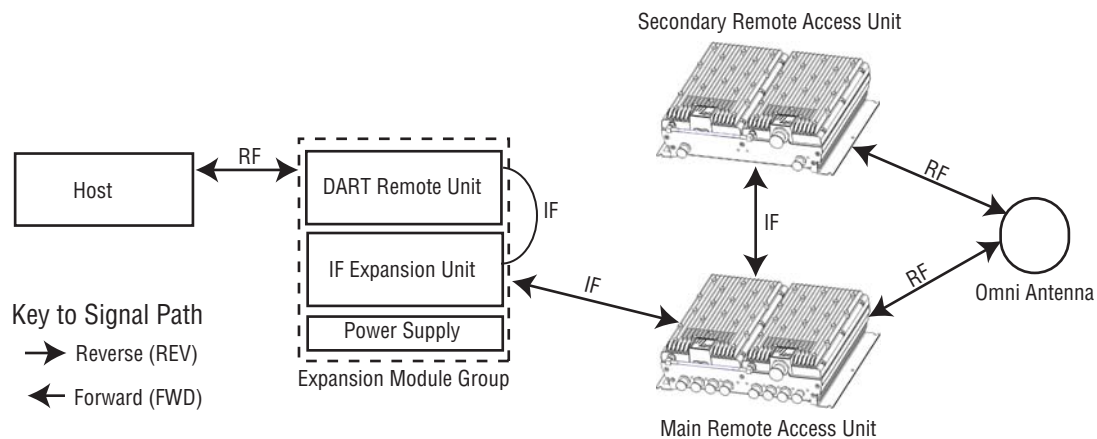 Secondary Remote Access Unit
Host
RF
DART Remote Unit
IF
IF Expansion Unit
Power Supply
Expansion Module Group
IF
IF
RF
RF
Omni Antenna
Main Remote Access Unit
Key to Signal Path
Reverse (REV)
Forward (FWD)